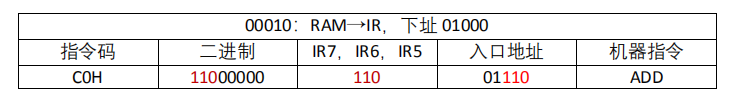 00010：RAM→IR，下址 01000
指令码 二进制 IR7，IR6，IR5 入口地址 机器指令
C0H 11000000 110 01110 ADD